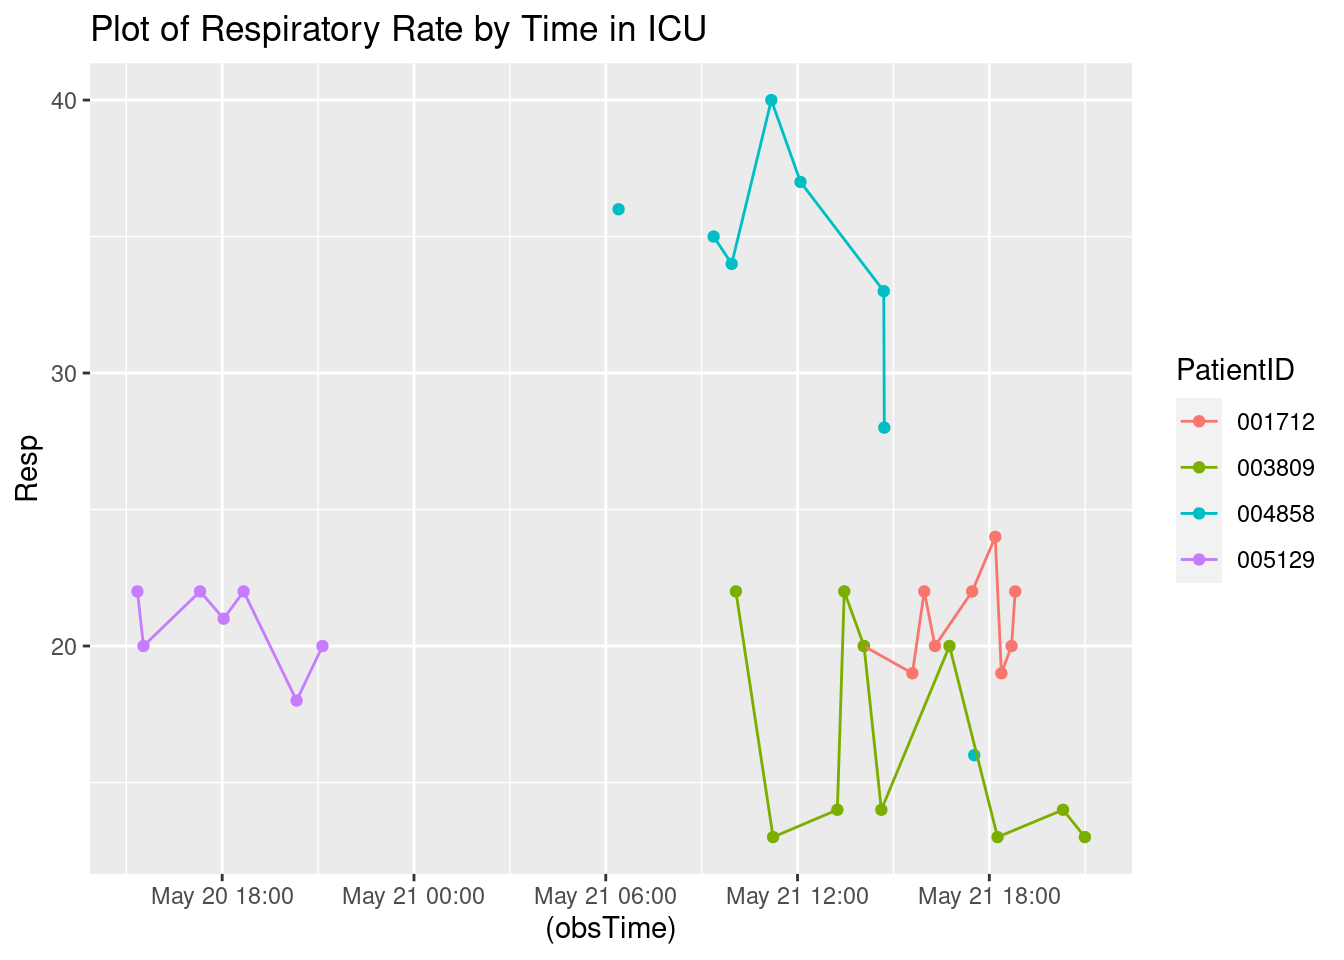 Plot of Respiratory Rate by Time in ICU
40
30
20
Resp
May 20 18:00
May 21 00:00
May 21 06:00
May 21 12:00
May 21 18:00
(obsTime)
PatientID
001712
003809
004858
005129